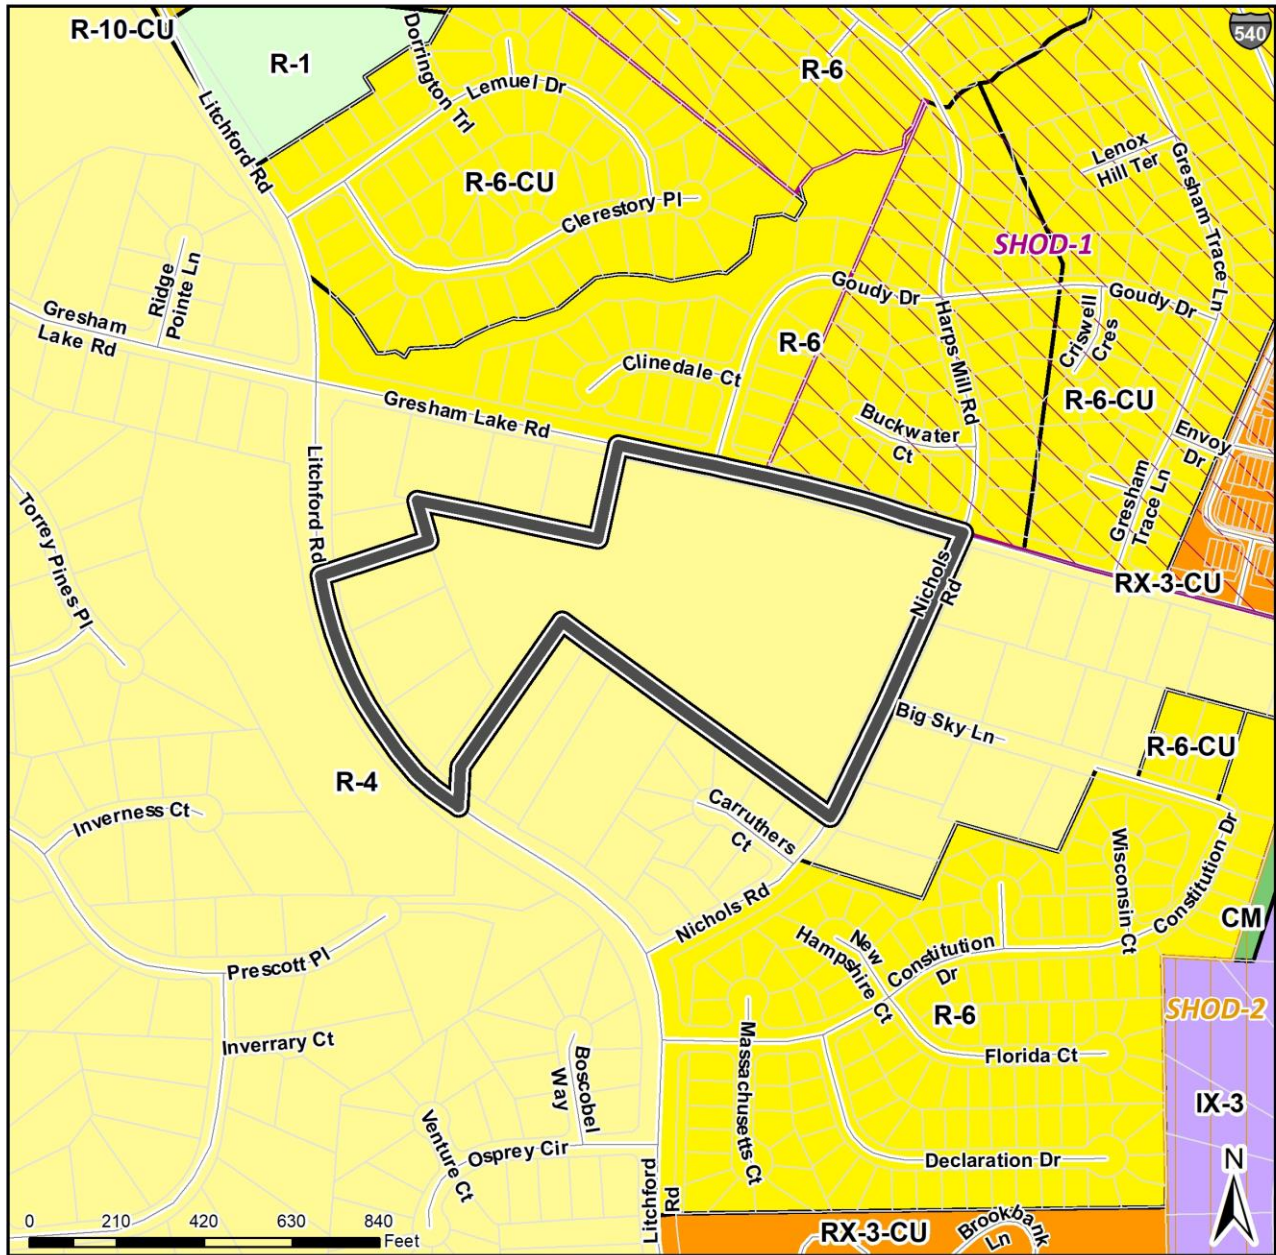 R-10-CU
R-1
Dorrington Trl
540
R-6
Litchford Rd
Lemuel Dr
Lenox
Hill Ter
Gresham Trace Ln
R-6-CU
Clerestory Pl
SHOD-1
Ridge
Pointe Ln
Gresham
Lake Rd
Goudy Dr
Goudy Dr
Harps Mill Rd
Criswell
Cres
R-6
Clinedale Ct
R-6-CU
Gresham Lake Rd
Buckwater
Ct
Envoy
Dr
Litchford Rd
Gresham
Trace Ln
Torrey Pines Pl
Nichols
Rd
RX-3-CU
Big Sky Ln
R-6-CU
R-4
Inverness Ct
Carruthers
Ct
Wisconsin Ct
Constitution Dr
CM
Nichols Rd
New
Hampshire Ct
Constitution
Dr
Prescott Pl
R-6
SHOD-2
Inverrary Ct
Massachusetts Ct
Florida Ct
Boscobel
Way
IX-3
Venture Ct
Osprey Cir
Declaration Dr
N
Litchford
Rd
0 210 420 630 840
Feet
RX-3-CU
Brookbank
Ln